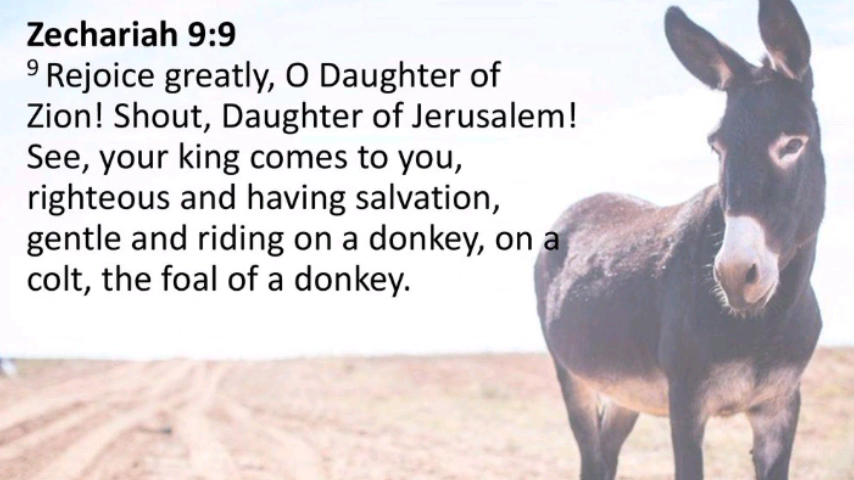 Zechariah 9:9
9 Rejoice greatly, O Daughter of
Zion! Shout, Daughter of Jerusalem!
See, your king comes to you,
righteous and having salvation,
gentle and riding on a donkey, on a
colt, the foal of a donkey.